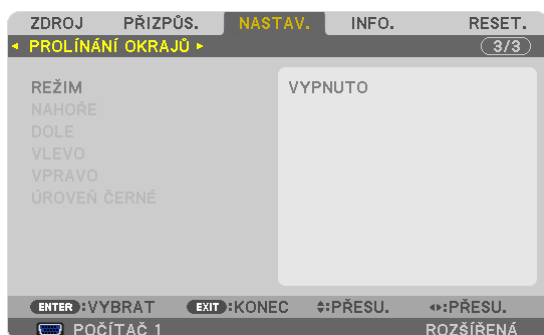 ZDROJ PŘIZPŮS. NASTAV. INFO. RESET.
◂ PROLÍNÁNÍ OKRAJŮ ▸ 3/3
REŽIM VYPNUTO
NAHOŘE
DOLE
VLEVO
VPRAVO
ÚROVEŇ ČERNÉ
ENTER :VYBRAT EXIT :KONEC :PŘESU. :PŘESU.
POČÍTAČ 1 ROZŠÍŘENÁ